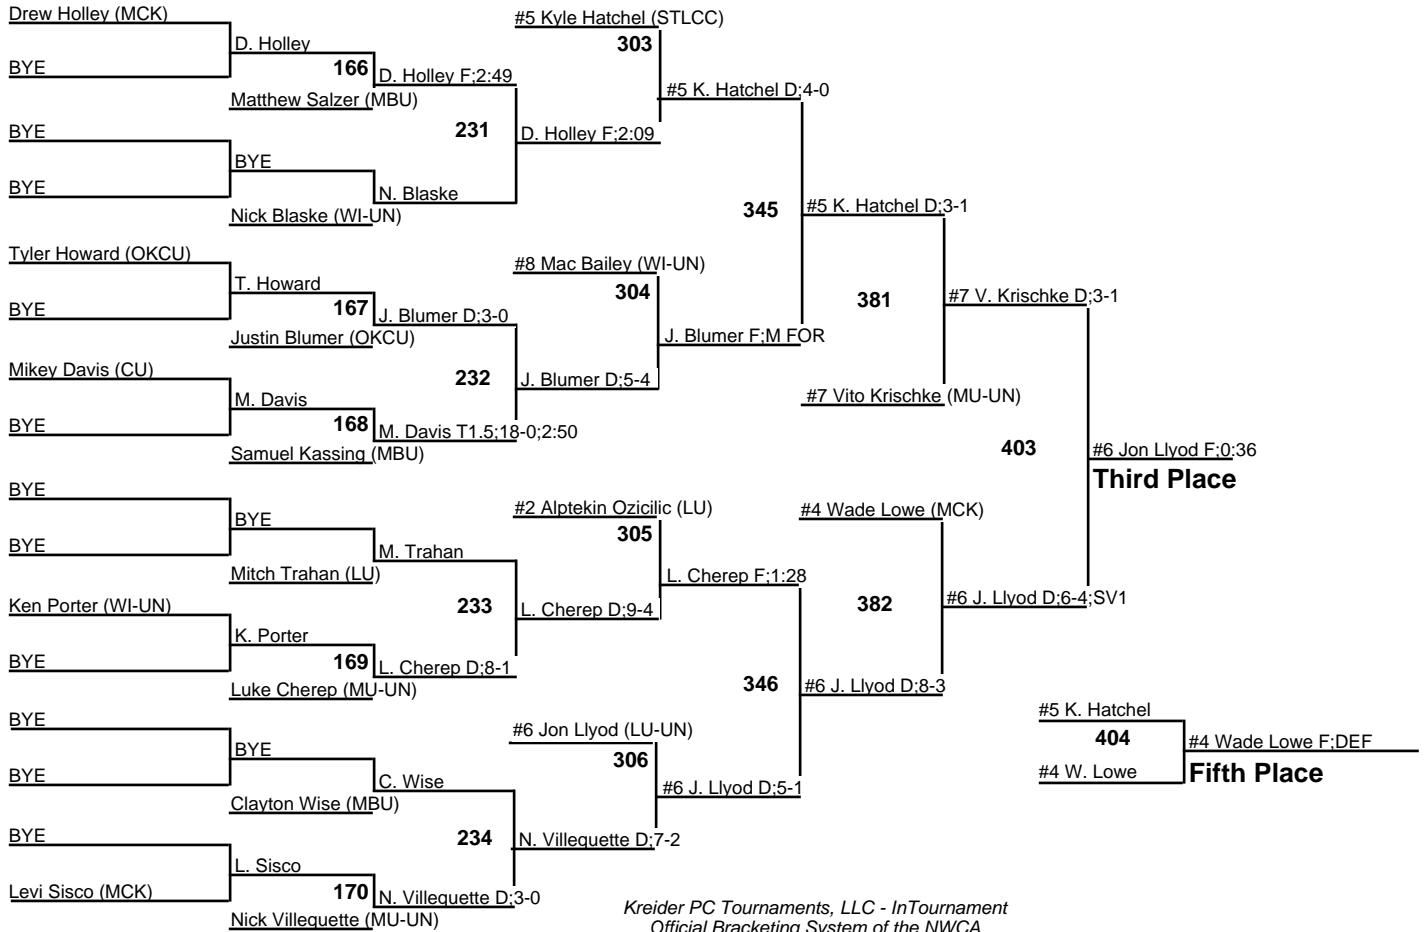 Drew Holley (MCK)
BYE
D. Holley
166
Matthew Salzer (MBU)
D. Holley F;2:49
BYE
BYE
BYE
Nick Blaske (WI-UN)
N. Blaske
231
D. Holley F;2:09
#5 Kyle Hatchel (STLCC)
303
#5 K. Hatchel D;4-0
Tyler Howard (OKCU)
BYE
T. Howard
167
Justin Blumer (OKCU)
J. Blumer D;3-0
Mikey Davis (CU)
BYE
M. Davis
168
Samuel Kassing (MBU)
M. Davis T1.5;18-0;2:50
232
J. Blumer D;5-4
#8 Mac Bailey (WI-UN)
304
J. Blumer F;M FOR
345
#5 K. Hatchel D;3-1
381
#7 Vito Krischke (MU-UN)
#7 V. Krischke D;3-1
BYE
BYE
BYE
Mitch Trahan (LU)
M. Trahan
Ken Porter (WI-UN)
BYE
K. Porter
169
Luke Cherep (MU-UN)
L. Cherep D;8-1
233
L. Cherep D;9-4
#2 Alptekin Ozicilic (LU)
305
L. Cherep F;1:28
BYE
BYE
BYE
Clayton Wise (MBU)
C. Wise
BYE
Levi Sisco (MCK)
L. Sisco
170
Nick Villequette (MU-UN)
N. Villequette D;3-0
234
N. Villequette D;7-2
#6 Jon Llyod (LU-UN)
306
#6 J. Llyod D;5-1
346
#6 J. Llyod D;8-3
#4 Wade Lowe (MCK)
382
#6 J. Llyod D;6-4;SV1
403
#6 Jon Llyod F;0:36
Third Place
#5 K. Hatchel
404
#4 W. Lowe
#4 Wade Lowe F;DEF
Fifth Place
Kreider PC Tournaments, LLC - InTournament
Official Bracketing System of the NWCA